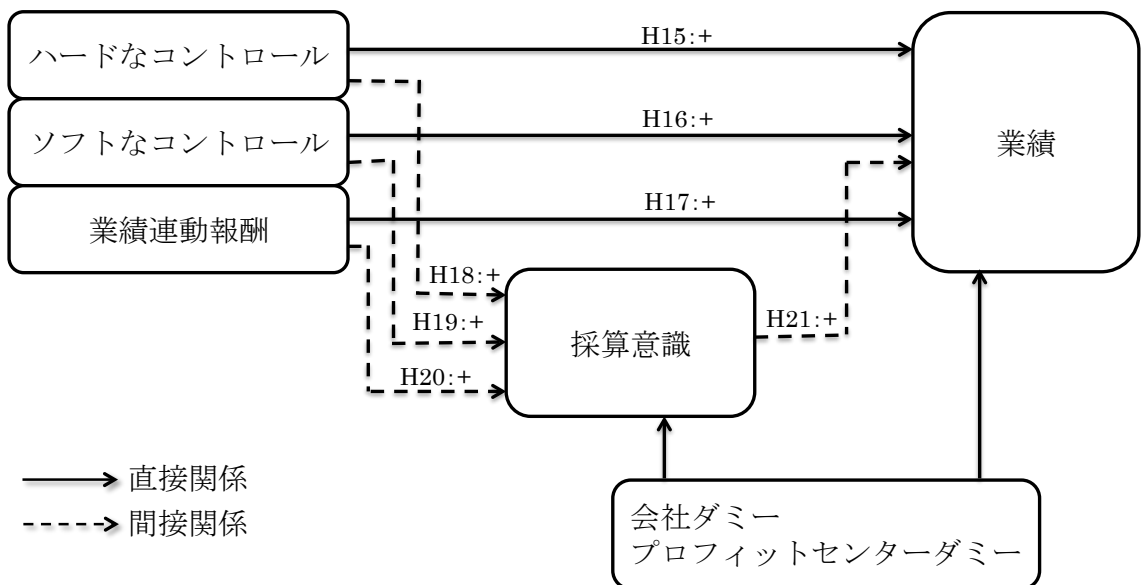 ハードなコントロール
H15:+
ソフトなコントロール
H16:+
業績
業績連動報酬
H17:+
H18:+
H19:+
H20:+
採算意識
H21:+
直接関係
間接関係
会社ダミー
プロフィットセンターダミー